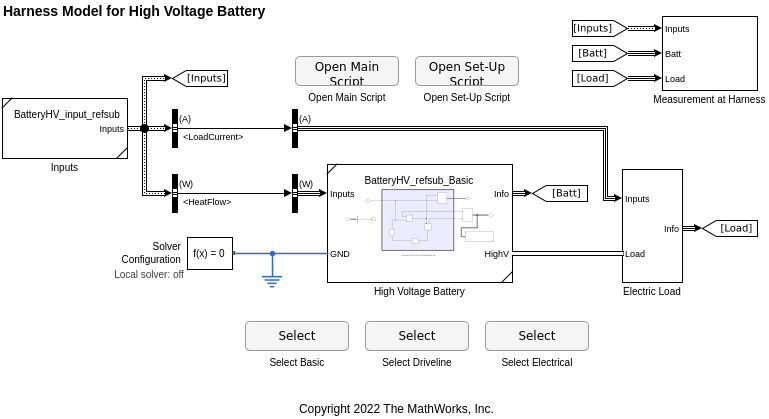 Harness Model for High Voltage Battery
[Inputs]
Inputs
[Batt]
Batt
[Load]
Load
Measurement at Harness
Open Main
Script
Open Main Script
Open Set-Up
Script
Open Set-Up Script
[Inputs]
BatteryHV_input_refsub
Inputs
Inputs
(A)
<LoadCurrent>
(A)
(W)
<HeatFlow>
(W)
BatteryHV_refsub_Basic
Inputs
Info
GND
HighV
High Voltage Battery
[Batt]
Inputs
Info
Load
Electric Load
[Load]
Solver
Configuration
Local solver: off
f(x) = 0
Select
Select Basic
Select
Select Driveline
Select
Select Electrical
Copyright 2022 The MathWorks, Inc.